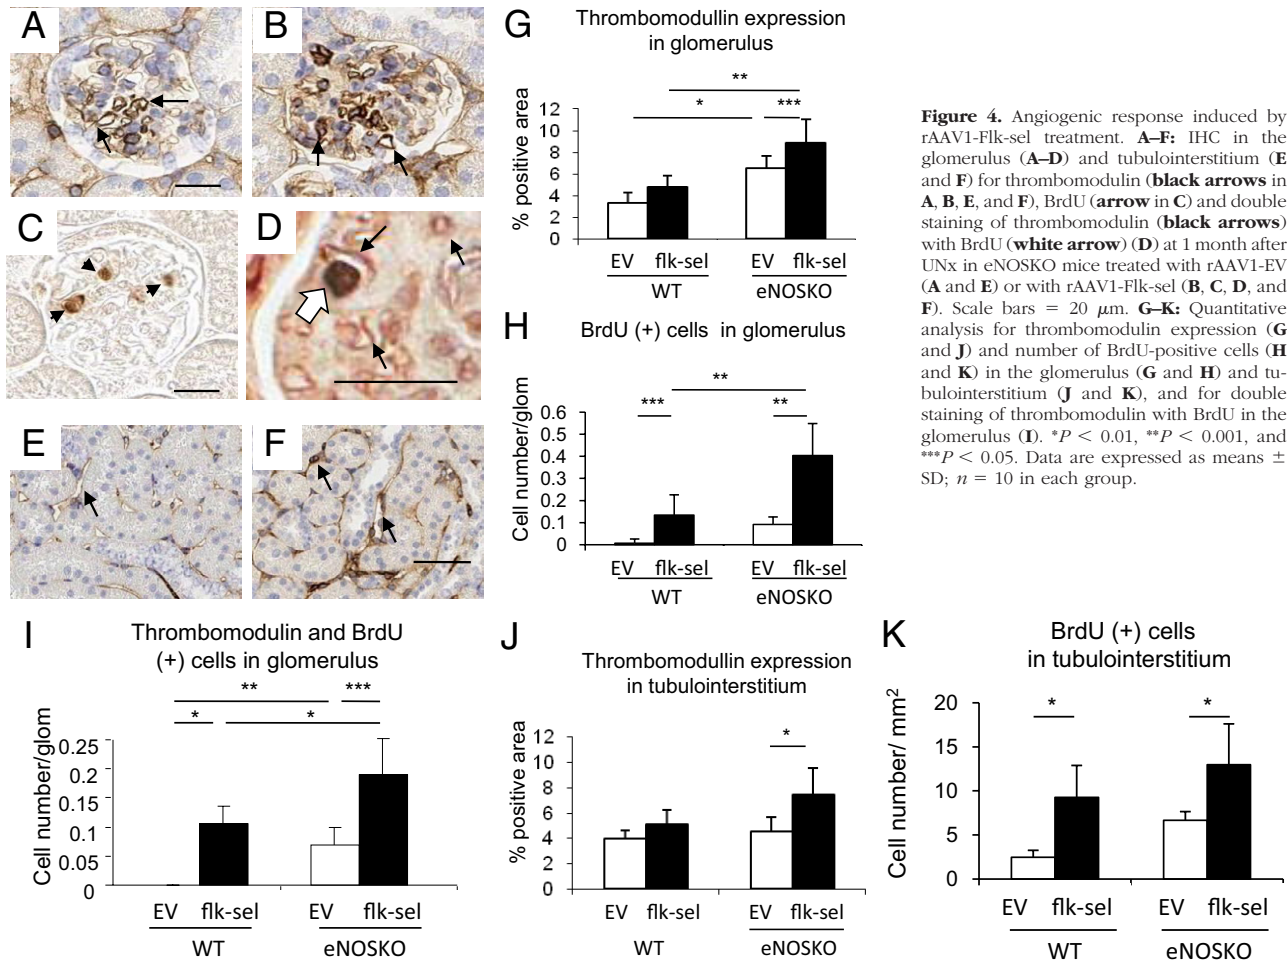 A
B
C
D
E
F
G
Thrombomodullin expression
in glomerulus
**
*
***
% positive area
12
10
8
6
4
2
0
EV flk-sel EV flk-sel
WT eNOSKO
H
BrdU (+) cells in glomerulus
**
***
**
Cell number/glom
0.6
0.5
0.4
0.3
0.2
0.1
0
EV flk-sel EV flk-sel
WT eNOSKO
Figure 4. Angiogenic response induced by
rAAV1-Flk-sel treatment. A–F: IHC in the
glomerulus (A–D) and tubulointerstitium (E
and F) for thrombomodulin (black arrows in
A, B, E, and F), BrdU (arrow in C) and double
staining of thrombomodulin (black arrows)
with BrdU (white arrow) (D) at 1 month after
UNx in eNOSKO mice treated with rAAV1-EV
(A and E) or with rAAV1-Flk-sel (B, C, D, and
F). Scale bars = 20 μm. G–K: Quantitative
analysis for thrombomodulin expression (G
and J) and number of BrdU-positive cells (H
and K) in the glomerulus (G and H) and tu-
bulointerstitium (J and K), and for double
staining of thrombomodulin with BrdU in the
glomerulus (I). *P < 0.01, **P < 0.001, and
***P < 0.05. Data are expressed as means ±
SD; n = 10 in each group.
I
Thrombomodulin and BrdU
(+) cells in glomerulus
** ***
* *
Cell number/glom
0.25
0.2
0.15
0.1
0.05
0
EV flk-sel EV flk-sel
WT eNOSKO
J
Thrombomodullin expression
in tubulointerstitium
*
% positive area
12
10
8
6
4
2
0
EV flk-sel EV flk-sel
WT eNOSKO
K
BrdU (+) cells
in tubulointerstitium
* *
Cell number/ mm²
20
15
10
5
0
EV flk-sel EV flk-sel
WT eNOSKO